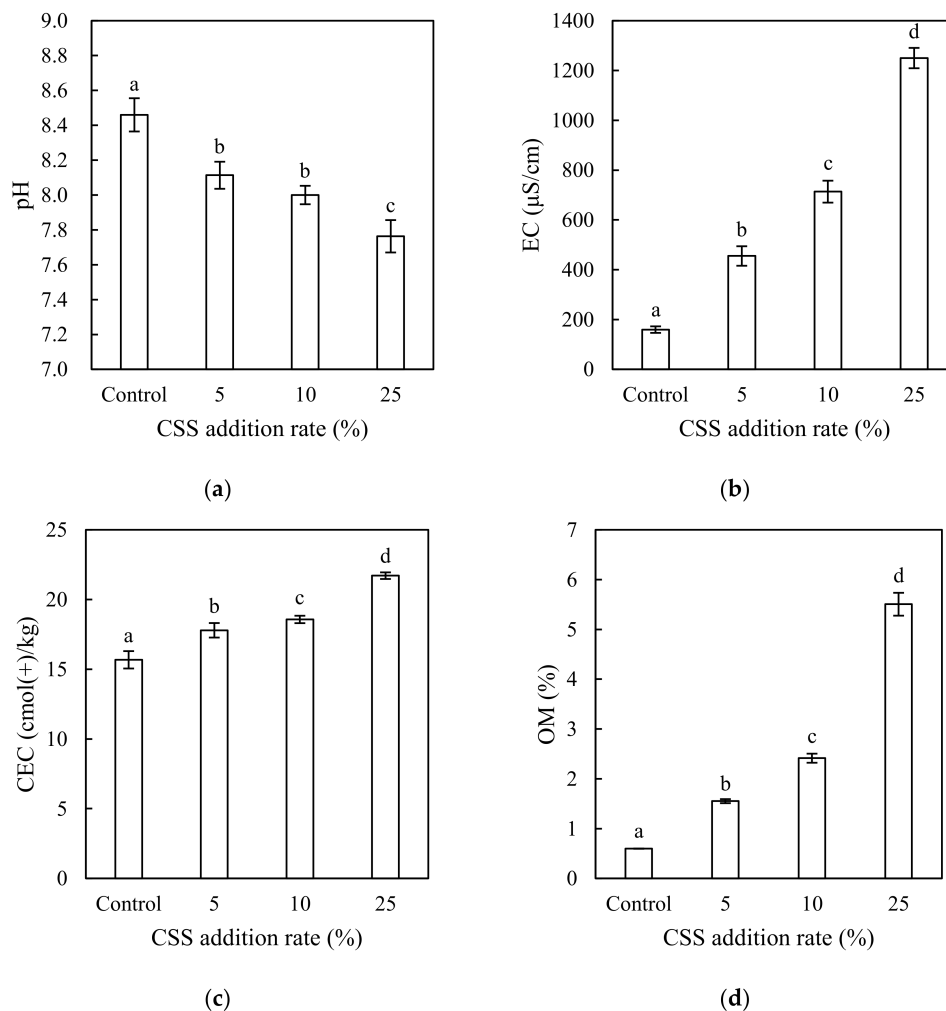 9.0
8.8
8.6
8.4
8.2
8.0
7.8
7.6
7.4
7.2
7.0
pH
a
b
b
c
Control 5 10 25
CSS addition rate (%)
(a)
1400
1200
1000
800
600
400
200
0
EC (μS/cm)
a
b
c
d
Control 5 10 25
CSS addition rate (%)
(b)
25
20
15
10
5
0
CEC (cmol(+)/kg)
a
b
c
d
Control 5 10 25
CSS addition rate (%)
(c)
7
6
5
4
3
2
1
0
OM (%)
a
b
c
d
Control 5 10 25
CSS addition rate (%)
(d)